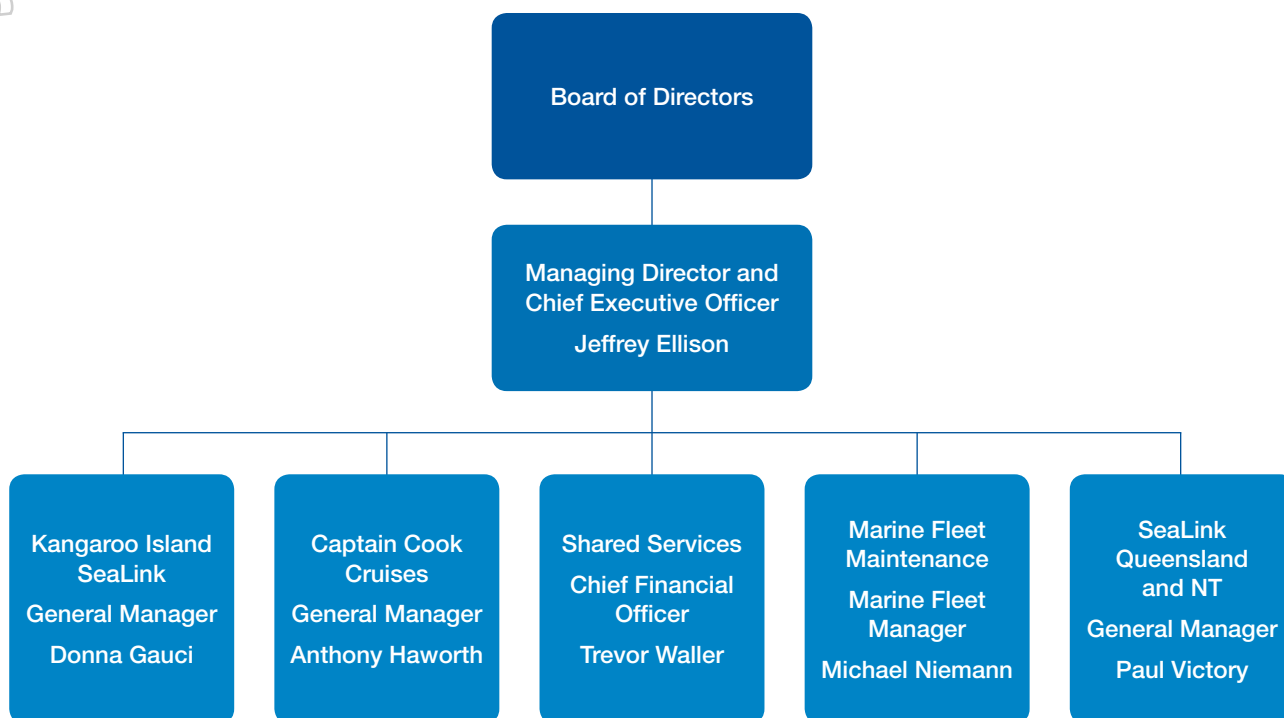 Board of Directors
Managing Director and
Chief Executive Officer
Jeffrey Ellison
Kangaroo Island
SeaLink
General Manager
Donna Gauci
Captain Cook
Cruises
General Manager
Anthony Haworth
Shared Services
Chief Financial
Officer
Trevor Waller
Marine Fleet
Maintenance
Marine Fleet
Manager
Michael Niemann
SeaLink
Queensland
and NT
General Manager
Paul Victory